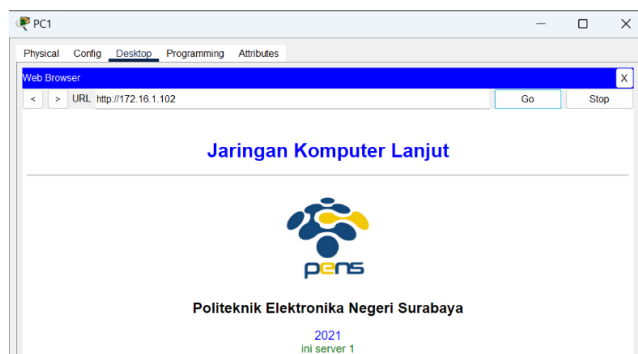 PC1
Physical Config Desktop Programming Attributes
Web Browser X
< > URL http://172.16.1.102 Go Stop
Jaringan Komputer Lanjut
pens
Politeknik Elektronika Negeri Surabaya
2021
ini server 1